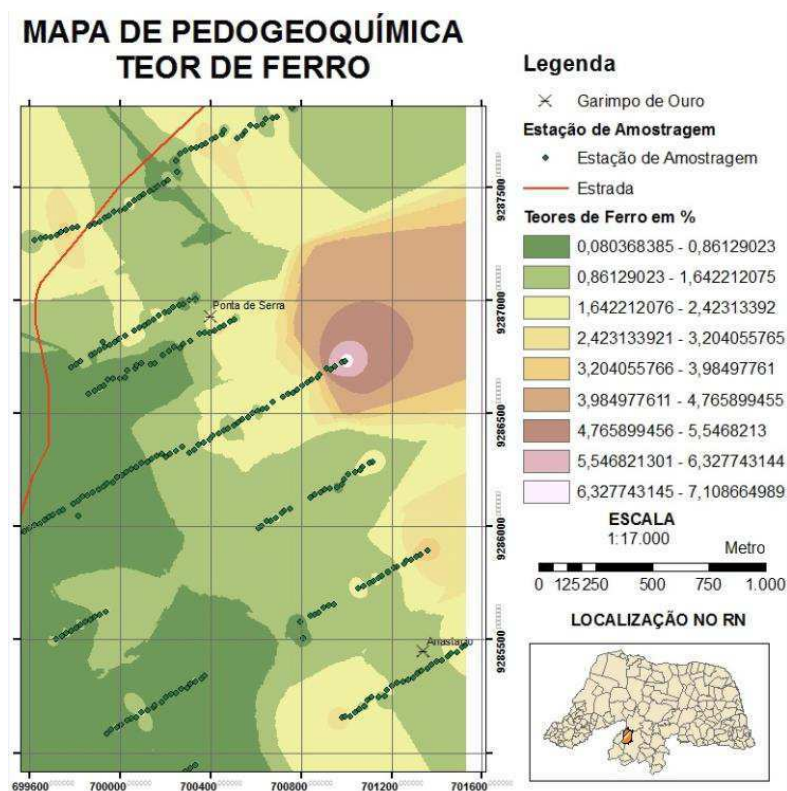 MAPA DE PEDOGEOQUÍMICA
TEOR DE FERRO
Legenda
Garimpo de Ouro
Estação de Amostragem
Estação de Amostragem
Estrada
Teores de Ferro em %
0,080368385 - 0,86129023
0,86129023 - 1,642212075
1,642212076 - 2,42313392
2,423133921 - 3,204055765
3,204055766 - 3,98497761
3,984977611 - 4,765899455
4,765899456 - 5,5468213
5,546821301 - 6,327743144
6,327743145 - 7,108664989
ESCALA
1:17.000
Metro
0 125 250 500 750 1.000
LOCALIZAÇÃO NO RN
Ponta de Serra
Anastácio
9287500
9287000
9286500
9286000
9285500
699600 700000 700400 700800 701200 701600